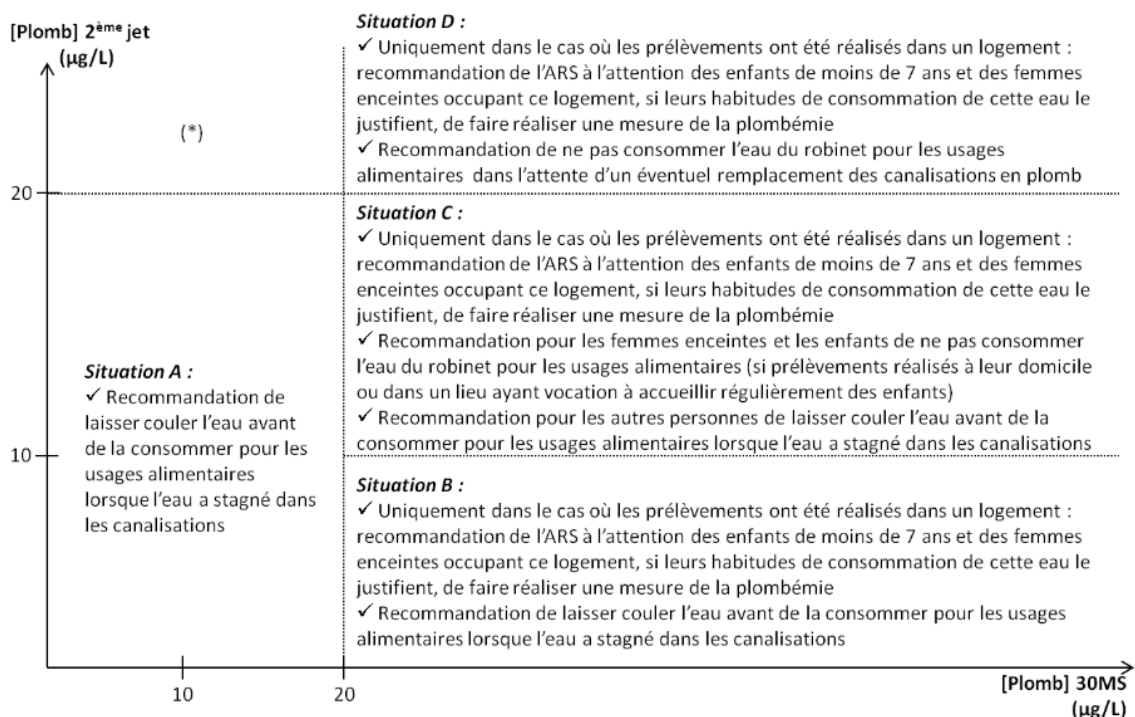 [Plomb] 2ème jet
(µg/L)
Situation D :
✓ Uniquement dans le cas où les prélèvements ont été réalisés dans un logement :
recommandation de l'ARS à l'attention des enfants de moins de 7 ans et des femmes
enceintes occupant ce logement, si leurs habitudes de consommation de cette eau le
justifient, de faire réaliser une mesure de la plombémie
✓ Recommandation de ne pas consommer l'eau du robinet pour les usages
alimentaires dans l'attente d'un éventuel remplacement des canalisations en plomb
(*)
20
Situation C :
✓ Uniquement dans le cas où les prélèvements ont été réalisés dans un logement :
recommandation de l'ARS à l'attention des enfants de moins de 7 ans et des femmes
enceintes occupant ce logement, si leurs habitudes de consommation de cette eau le
justifient, de faire réaliser une mesure de la plombémie
✓ Recommandation pour les femmes enceintes et les enfants de ne pas consommer
l'eau du robinet pour les usages alimentaires (si prélèvements réalisés à leur domicile
ou dans un lieu ayant vocation à accueillir régulièrement des enfants)
✓ Recommandation pour les autres personnes de laisser couler l'eau avant de la
consommer pour les usages alimentaires lorsque l'eau a stagné dans les canalisations
Situation A :
✓ Recommandation de
laisser couler l'eau avant
de la consommer pour les
usages alimentaires
lorsque l'eau a stagné dans
les canalisations
10
Situation B :
✓ Uniquement dans le cas où les prélèvements ont été réalisés dans un logement :
recommandation de l'ARS à l'attention des enfants de moins de 7 ans et des femmes
enceintes occupant ce logement, si leurs habitudes de consommation de cette eau le
justifient, de faire réaliser une mesure de la plombémie
✓ Recommandation de laisser couler l'eau avant de la consommer pour les usages
alimentaires lorsque l'eau a stagné dans les canalisations
10
20
[Plomb] 30MS
(µg/L)